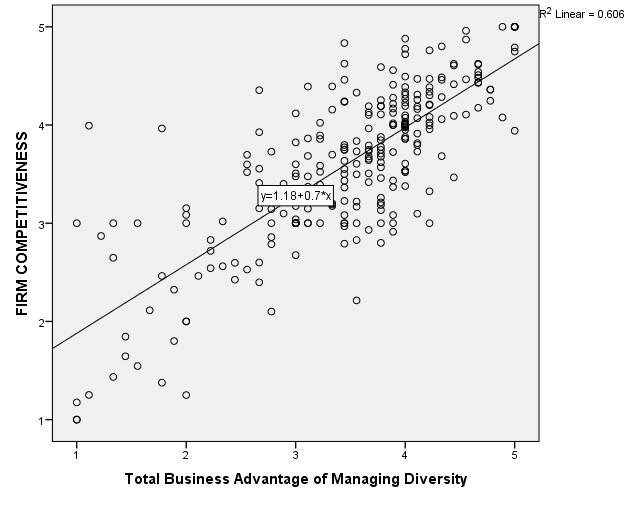 R² Linear = 0.606
FIRM COMPETITIVENESS
5
4
3
2
1
y=1.18+0.7*x
1 2 3 4 5
Total Business Advantage of Managing Diversity